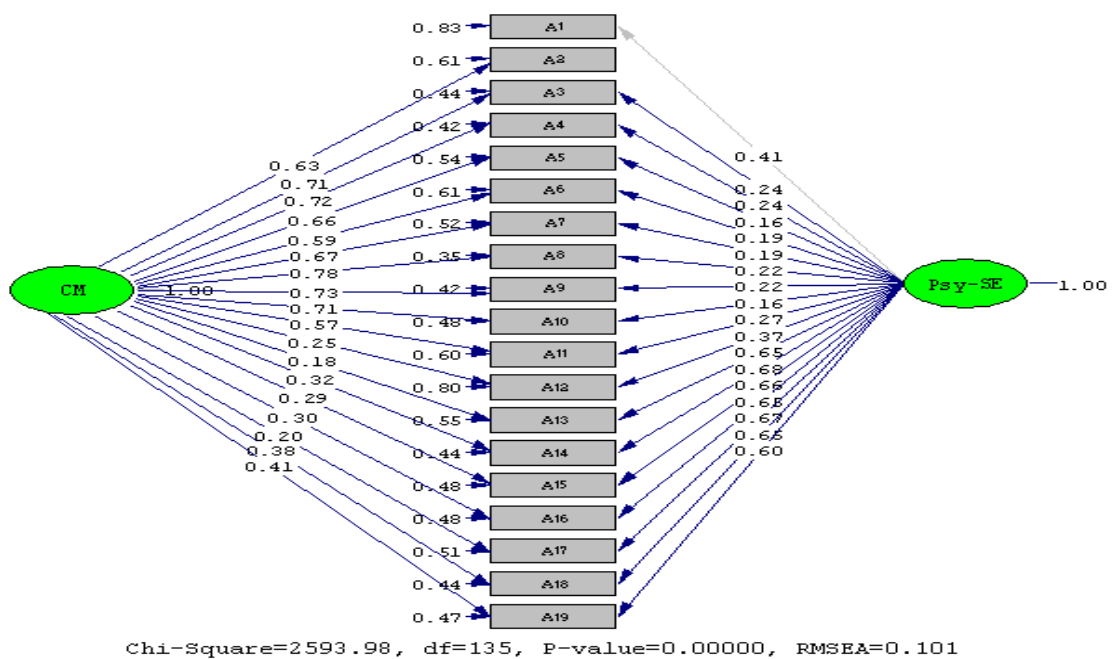 0.83
A1
0.61
A2
0.44
A3
0.42
A4
0.54
A5
0.61
A6
0.52
A7
0.35
A8
0.42
A9
0.48
A10
0.60
A11
0.80
A12
0.55
A13
0.44
A14
0.48
A15
0.48
A16
0.51
A17
0.44
A18
0.47
A19
CM
1.00
0.63
0.71
0.72
0.66
0.59
0.67
0.78
0.73
0.71
0.57
0.25
0.18
0.32
0.29
0.30
0.20
0.38
0.41
0.41
0.24
0.24
0.16
0.19
0.19
0.22
0.22
0.16
0.27
0.37
0.65
0.68
0.66
0.65
0.67
0.65
0.60
Psy-SE
1.00
Chi-Square=2593.98, df=135, P-value=0.00000, RMSEA=0.101